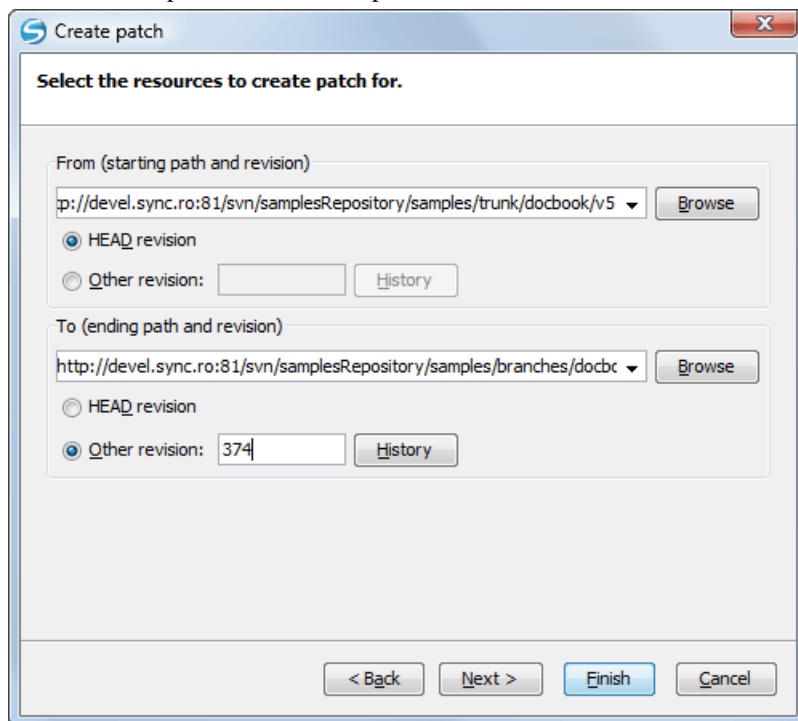 Create patch
Select the resources to create patch for.
From (starting path and revision)
p://devel.sync.ro:81/svn/samplesRepository/samples/trunk/docbook/v5 Browse
HEAD revision
Other revision: History
To (ending path and revision)
http://devel.sync.ro:81/svn/samplesRepository/samples/branches/docbc Browse
HEAD revision
Other revision: 374 History
< Back Next > Finish Cancel